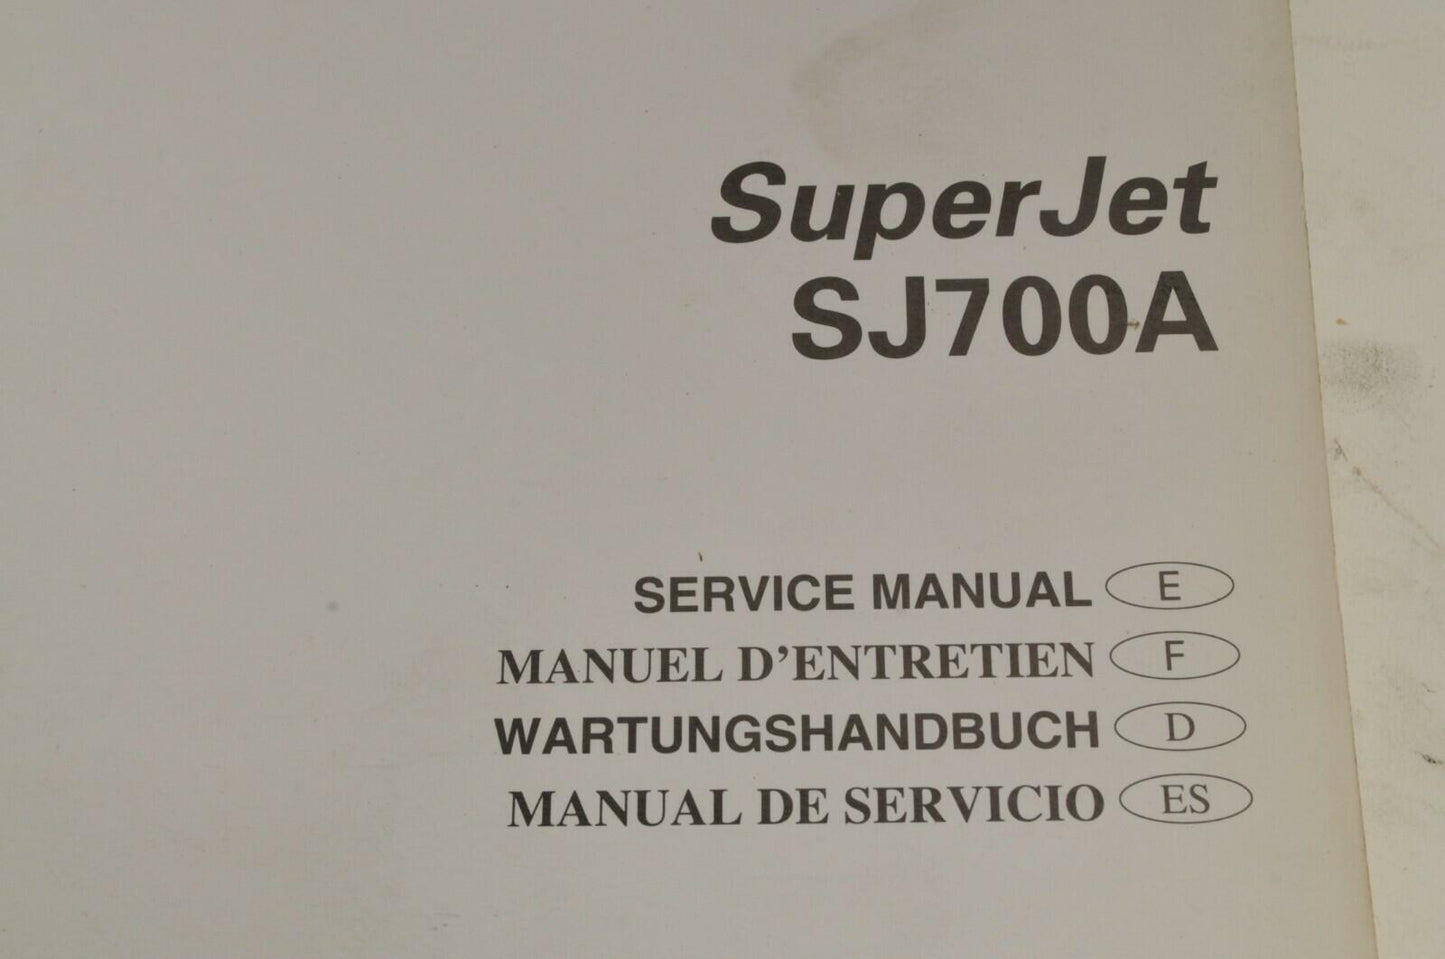 SuperJet
SJ700A
SERVICE MANUAL E
MANUEL D’ENTRETIEN F
WARTUNGSHANDBUCH D
MANUAL DE SERVICIO ES